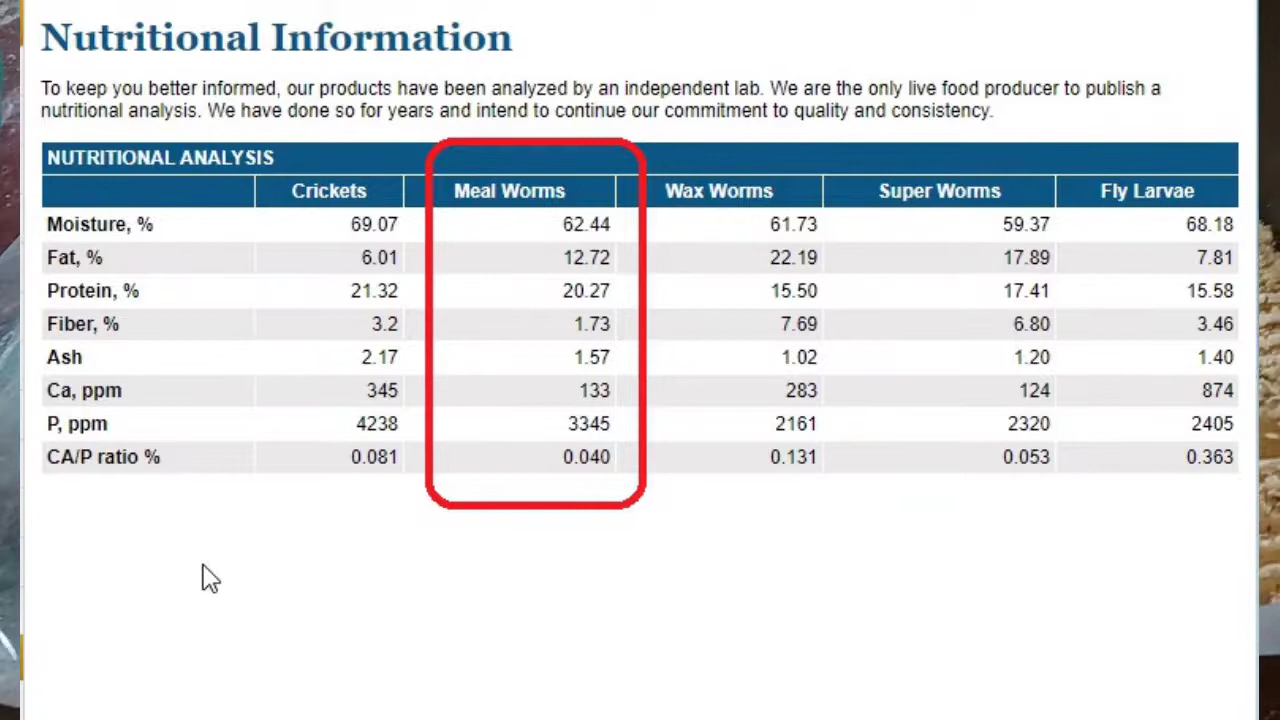 Nutritional Information
To keep you better informed, our products have been analyzed by an independent lab. We are the only live food producer to publish a
nutritional analysis. We have done so for years and intend to continue our commitment to quality and consistency.
NUTRITIONAL ANALYSIS
Crickets Meal Worms Wax Worms Super Worms Fly Larvae
Moisture, % 69.07 62.44 61.73 59.37 68.18
Fat, % 6.01 12.72 22.19 17.89 7.81
Protein, % 21.32 20.27 15.50 17.41 15.58
Fiber, % 3.2 1.73 7.69 6.80 3.46
Ash 2.17 1.57 1.02 1.20 1.40
Ca, ppm 345 133 283 124 874
P, ppm 4238 3345 2161 2320 2405
CA/P ratio % 0.081 0.040 0.131 0.053 0.363